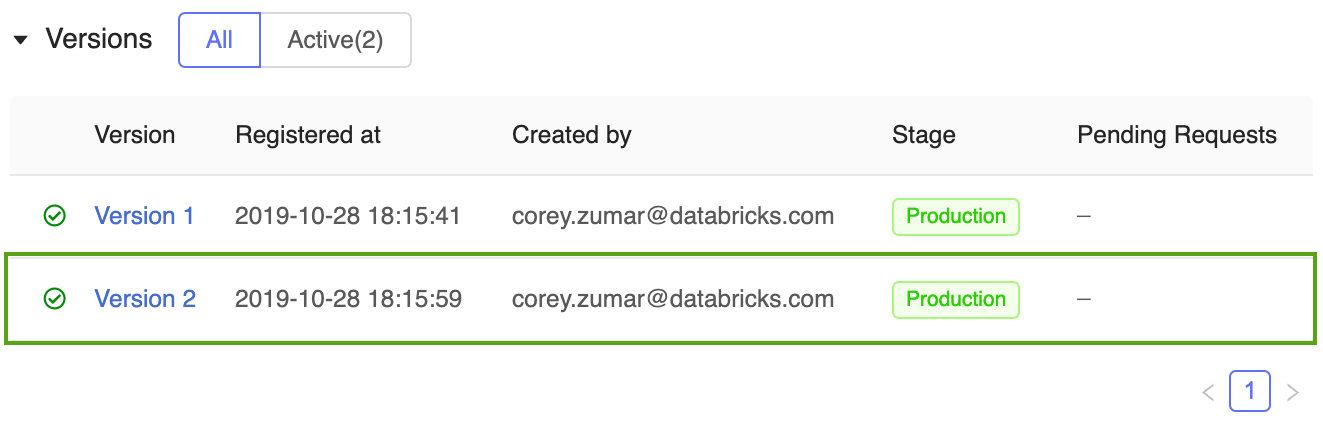 Versions All Active(2)
Version Registered at Created by Stage Pending Requests
Version 1 2019-10-28 18:15:41 corey.zumar@databricks.com Production –
Version 2 2019-10-28 18:15:59 corey.zumar@databricks.com Production –
< 1 >